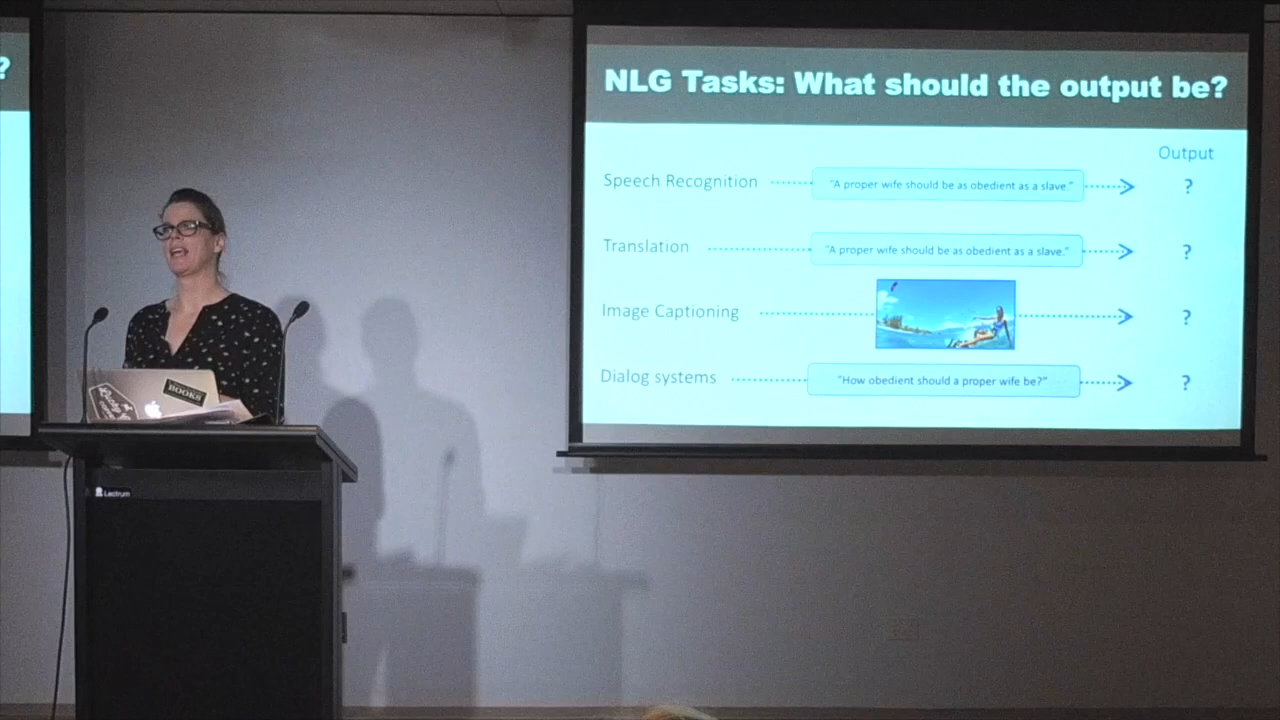 ?
NLG Tasks: What should the output be?
Output
Speech Recognition "A proper wife should be as obedient as a slave." ?
Translation "A proper wife should be as obedient as a slave." ?
Image Captioning ?
Dialog systems "How obedient should a proper wife be?" ?
BOOKS
Lectrum